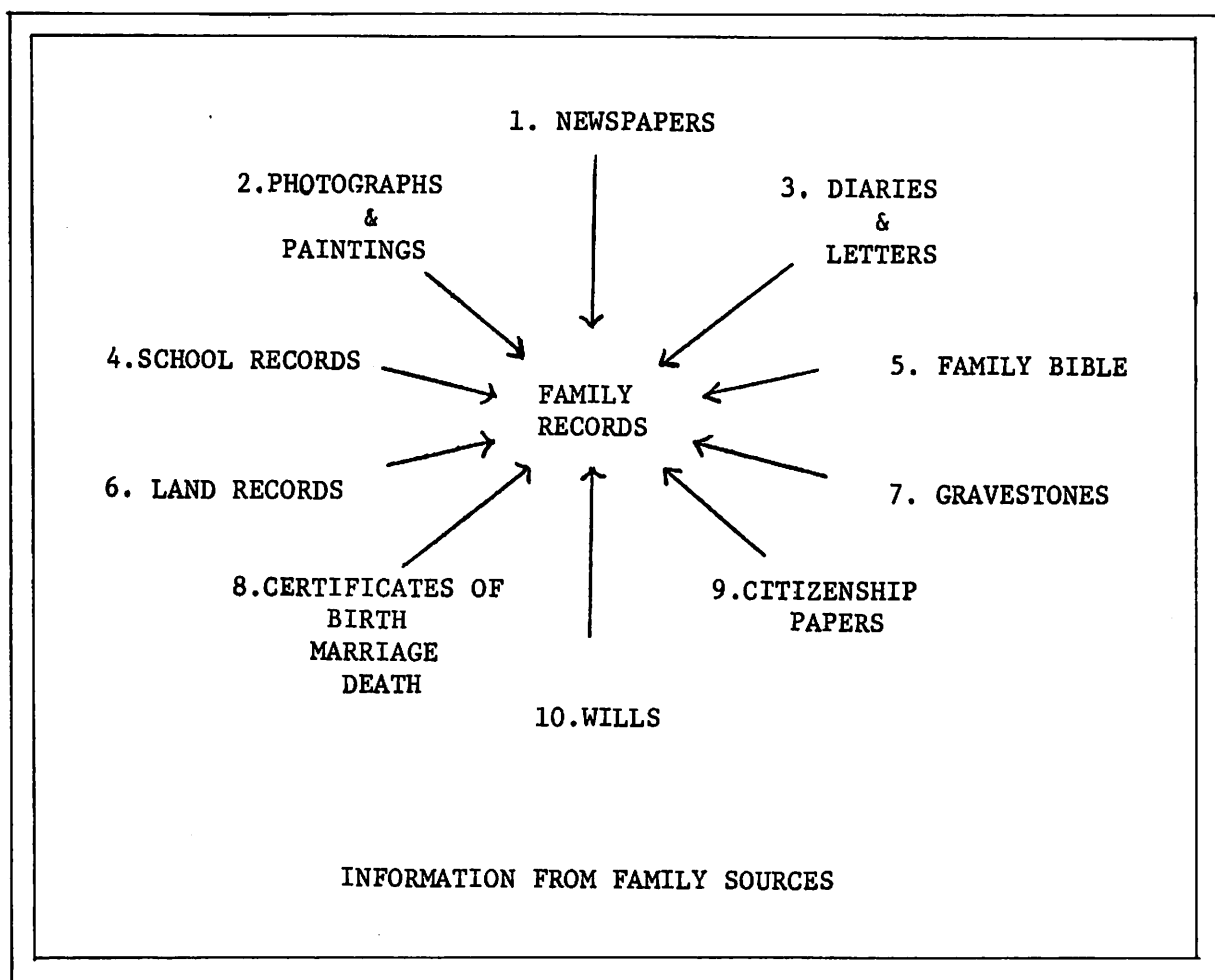 1. NEWSPAPERS
2.PHOTOGRAPHS
&
PAINTINGS
3. DIARIES
&
LETTERS
4.SCHOOL RECORDS
5. FAMILY BIBLE
FAMILY
RECORDS
6. LAND RECORDS
7. GRAVESTONES
8.CERTIFICATES OF
BIRTH
MARRIAGE
DEATH
9.CITIZENSHIP
PAPERS
10.WILLS
INFORMATION FROM FAMILY SOURCES